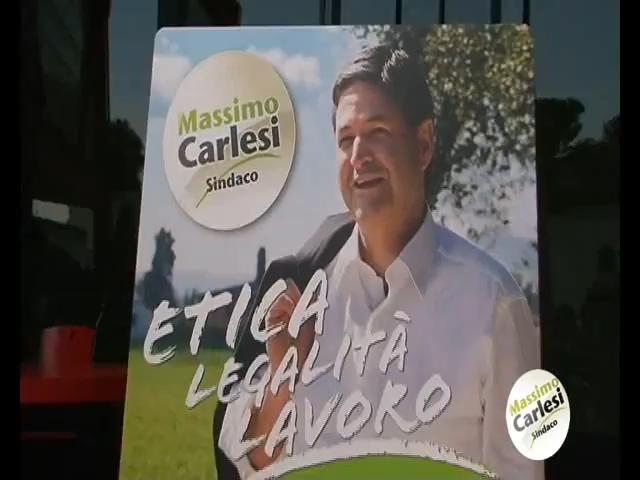 Massimo
Carlesi
Sindaco
ETICA
LEGALITÀ
LAVORO
Massimo
Carlesi
Sindaco